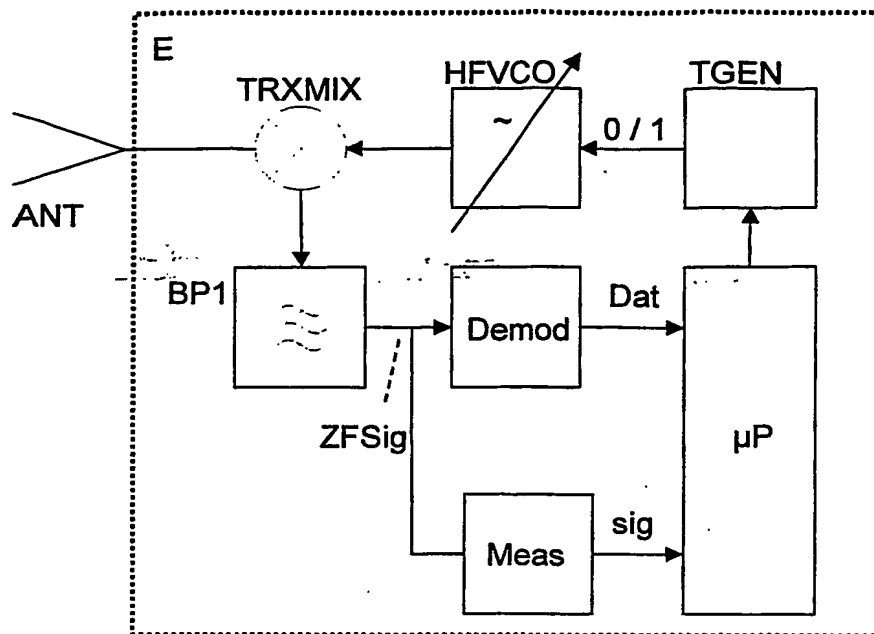 E
TRXMIX
HFVCO
TGEN
~
0 / 1
ANT
BP1
Demod
Dat
ZFSig
µP
Meas
sig